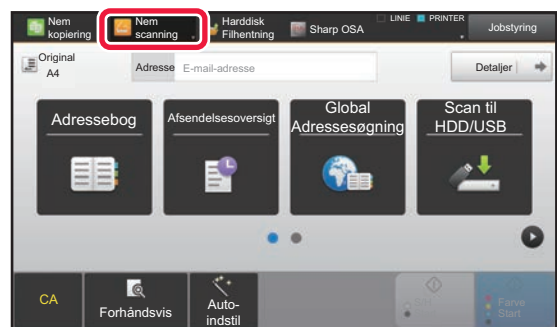 Nem
kopiering
Nem
scanning
Harddisk
Filhentning
Sharp OSA
LINIE
PRINTER
Jobstyring
Original
A4
Adresse
E-mail-adresse
Detaljer
Adressebog
Afsendelsesoversigt
Global
Adressesøgning
Scan til
HDD/USB
CA
Forhåndsvis
Auto-
indstil
Farve
Start